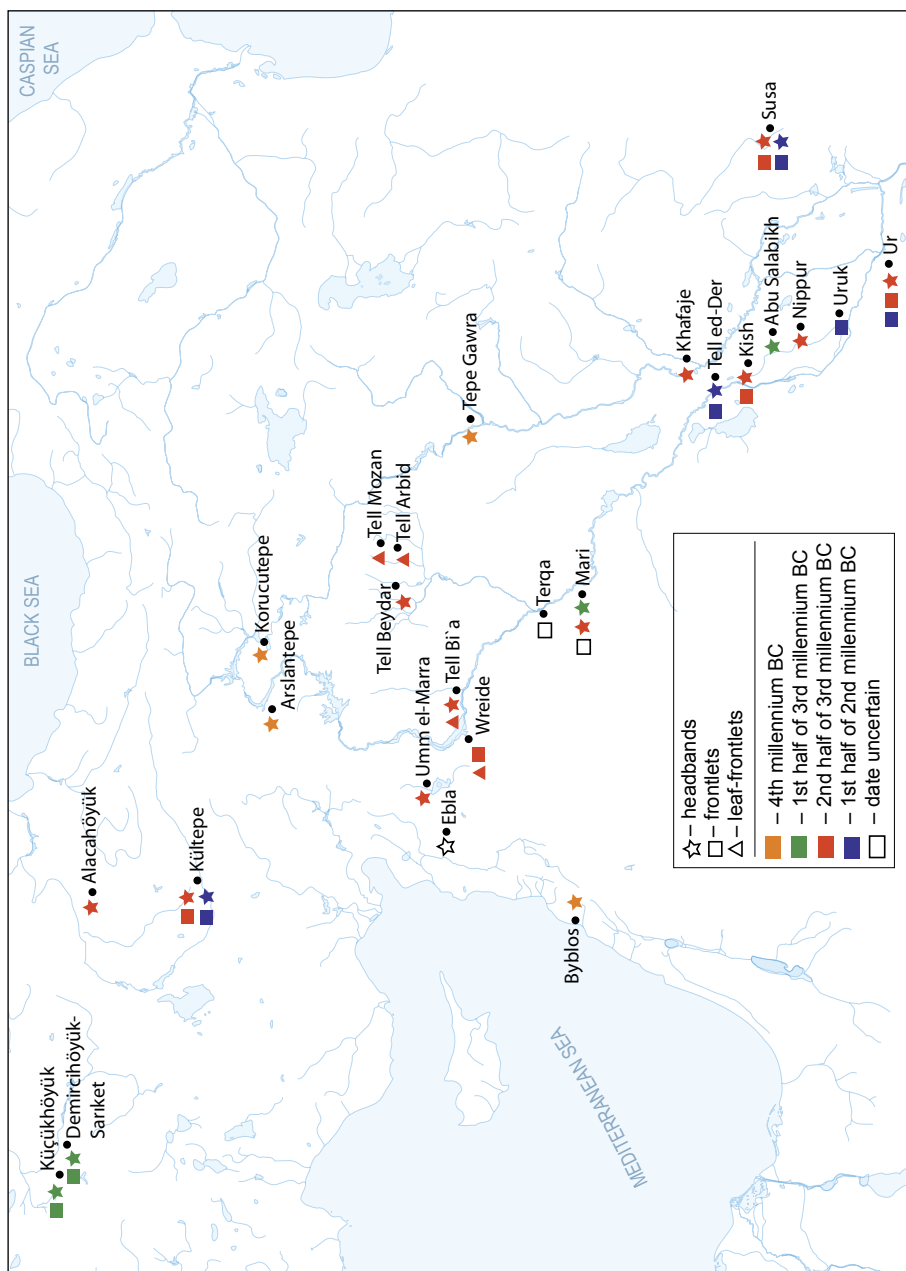 BLACK SEA
CASPIAN
SEA
MEDITERRANEAN SEA
Küçükhöyük
Demircihöyük-
Sarıket
Alacahöyük
Kültepe
Arslantepe
Korucutepe
Umm el-Marra
Ebla
Tell Bi`a
Wreide
Tell Beydar
Tell Mozan
Tell Arbid
Tepe Gawra
Terqa
Mari
Byblos
Khafaje
Tell ed-Der
Kish
Abu Salabikh
Nippur
Uruk
Ur
Susa
– headbands
– frontlets
– leaf-frontlets
– 4th millennium BC
– 1st half of 3rd millennium BC
– 2nd half of 3rd millennium BC
– 1st half of 2nd millennium BC
– date uncertain